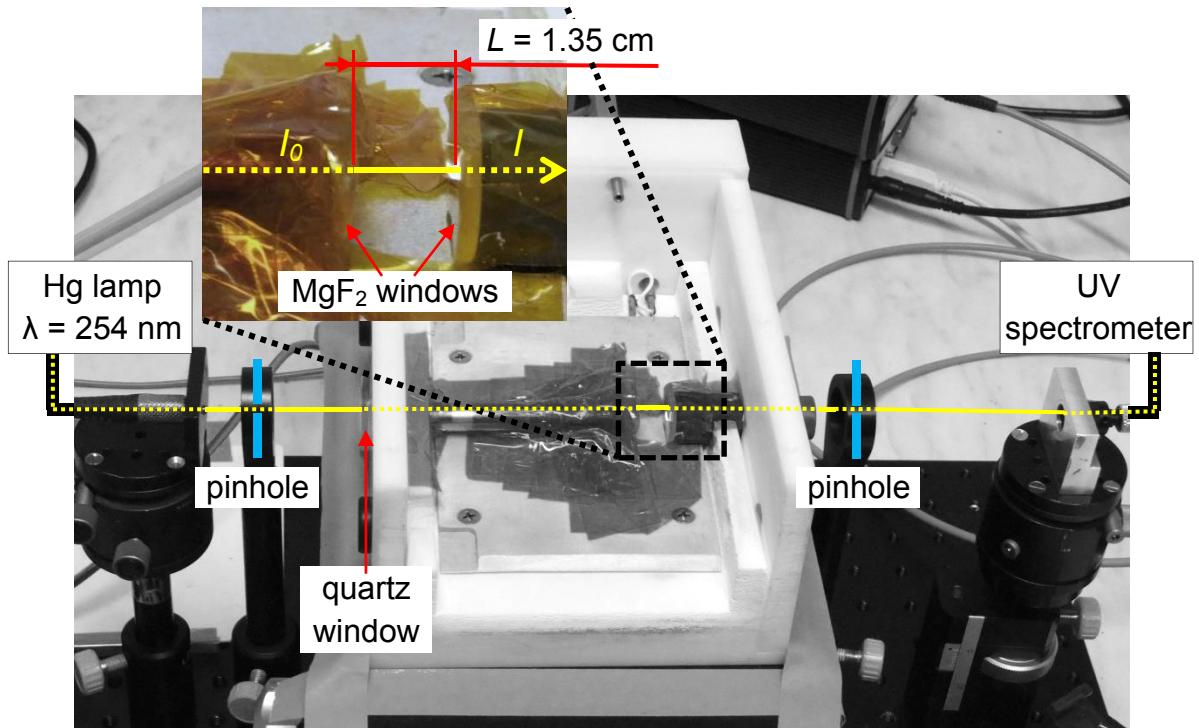 L = 1.35 cm
I₀
I
MgF₂ windows
Hg lamp
λ = 254 nm
UV
spectrometer
pinhole
pinhole
quartz
window